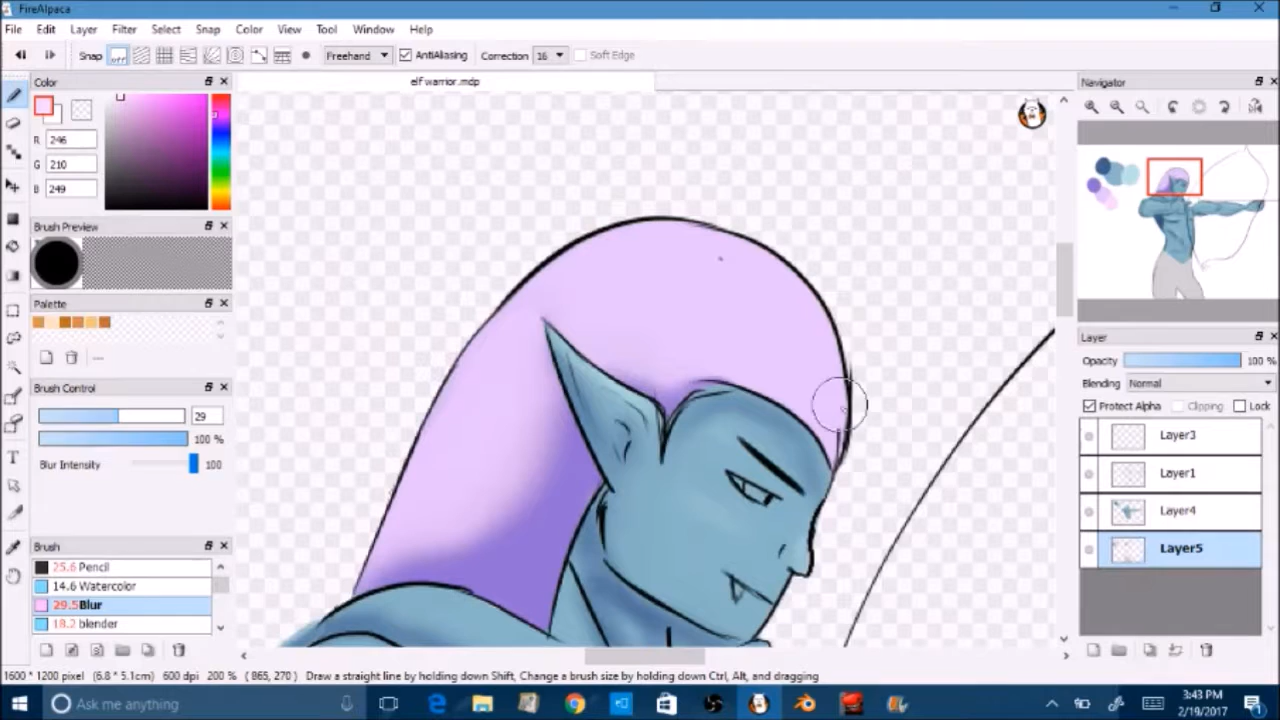 FireAlpaca
File Edit Layer Filter Select Snap Color View Tool Window Help
Snap off Freehand AntiAliasing Correction 16 Soft Edge
Color
elf warrior.mdp
Navigator
R 246
G 210
B 249
Brush Preview
Palette
Layer
Opacity 100 %
Blending Normal
Protect Alpha Clipping Lock
Brush Control
29
100 %
Blur Intensity 100
Layer3
Layer1
Layer4
Layer5
Brush
25.6 Pencil
14.6 Watercolor
29.5 Blur
18.2 blender
1600 * 1200 pixel (6.8 * 5.1cm) 600 dpi 200 % ( 865, 270 ) Draw a straight line by holding down Shift, Change a brush size by holding down Ctrl, Alt, and dragging
Ask me anything
3:43 PM
2/19/2017